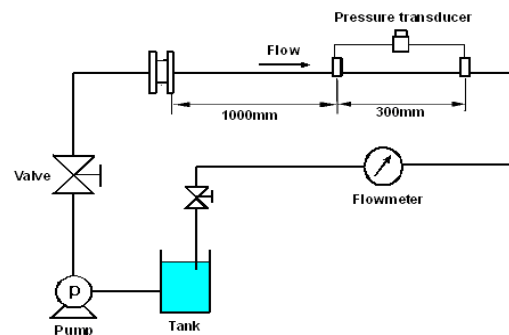 Pressure transducer
Flow
1000mm
300mm
Valve
Flowmeter
P
Pump
Tank